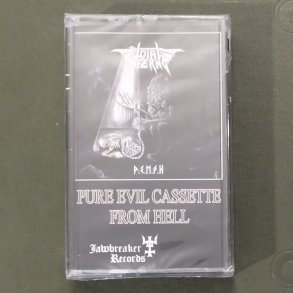 PURE EVIL CASSETTE
FROM HELL
Jawbreaker
Records